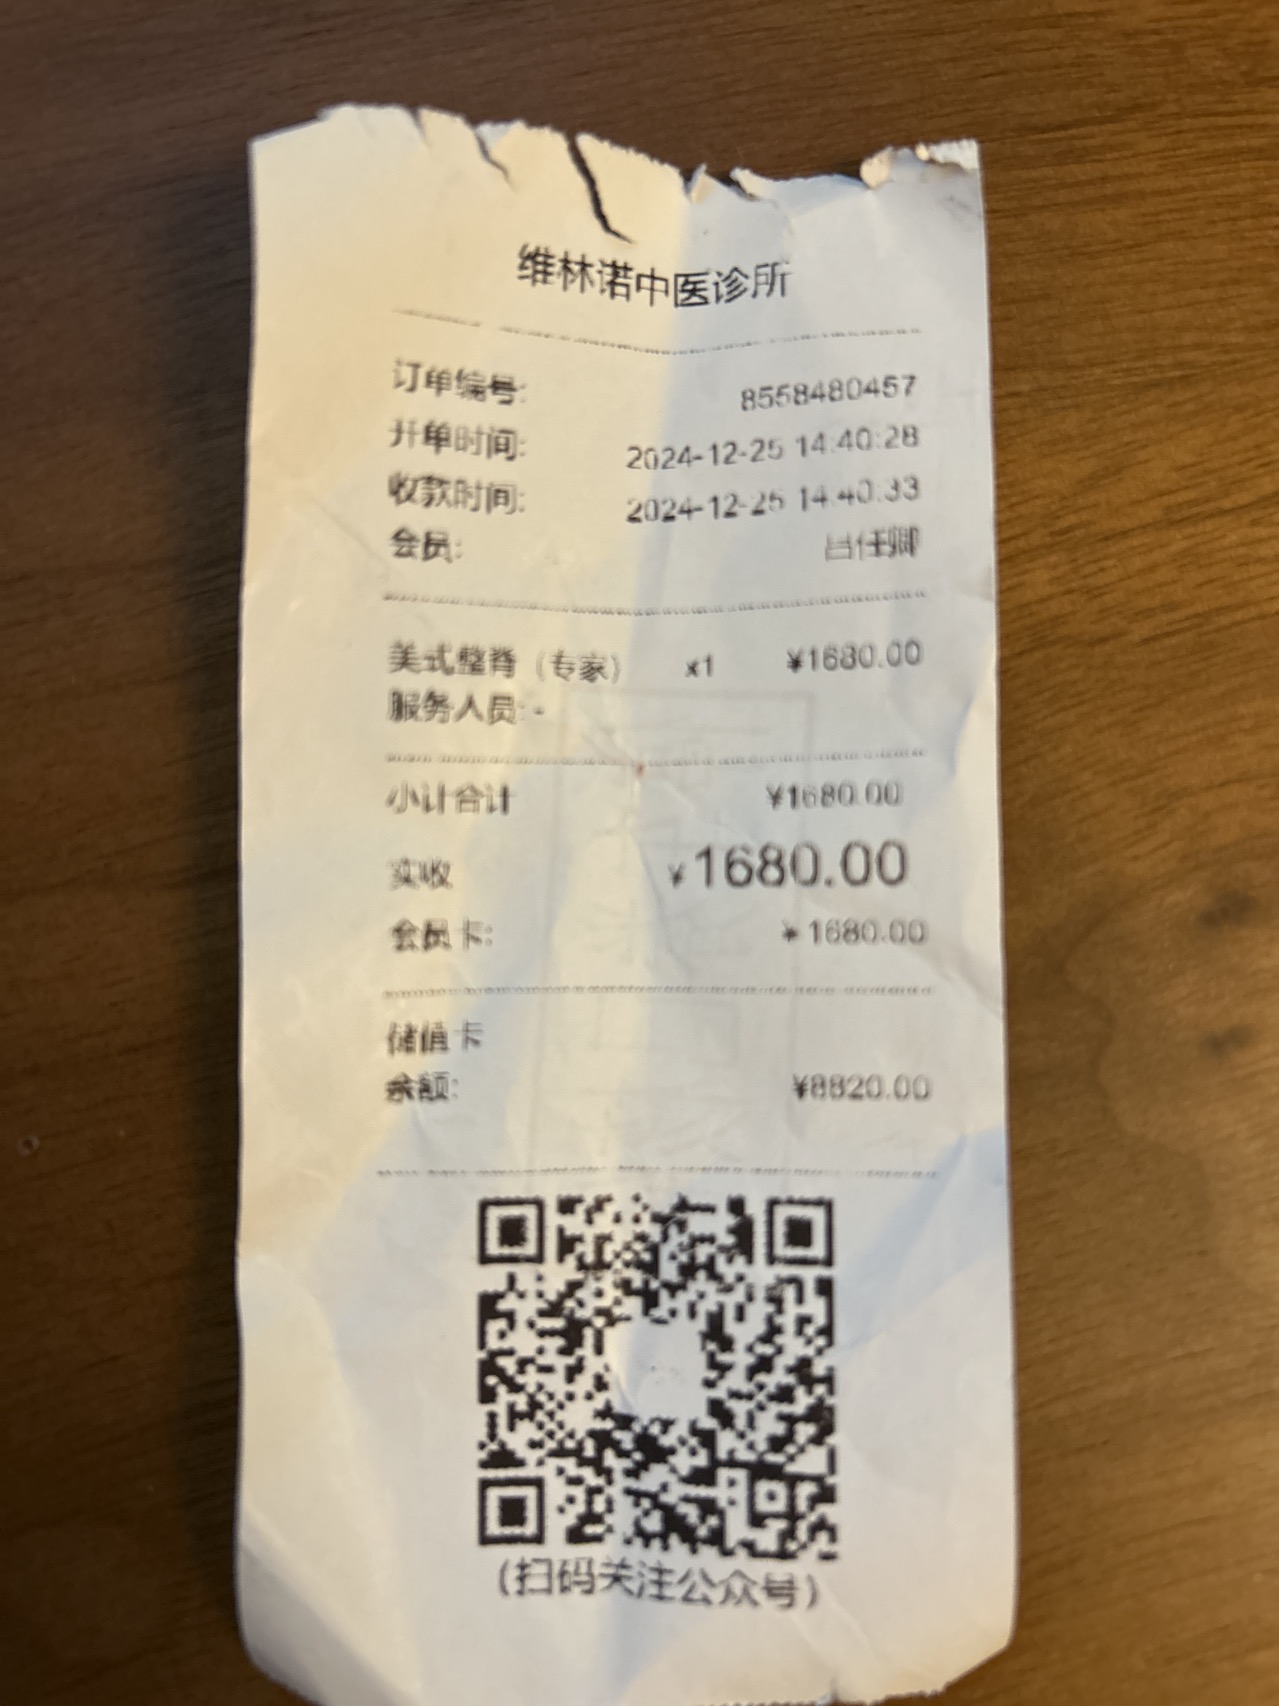 维林诺中医诊所
订单编号: 8558480457
开单时间: 2024-12-25 14:40:28
收款时间: 2024-12-25 14:40:33
会员: 吕任卿
美式整脊（专家） x1 ¥1680.00
服务人员: -
小计合计 ¥1680.00
实收 ¥1680.00
会员卡: ¥1680.00
储值卡
余额: ¥8820.00
(扫码关注公众号)